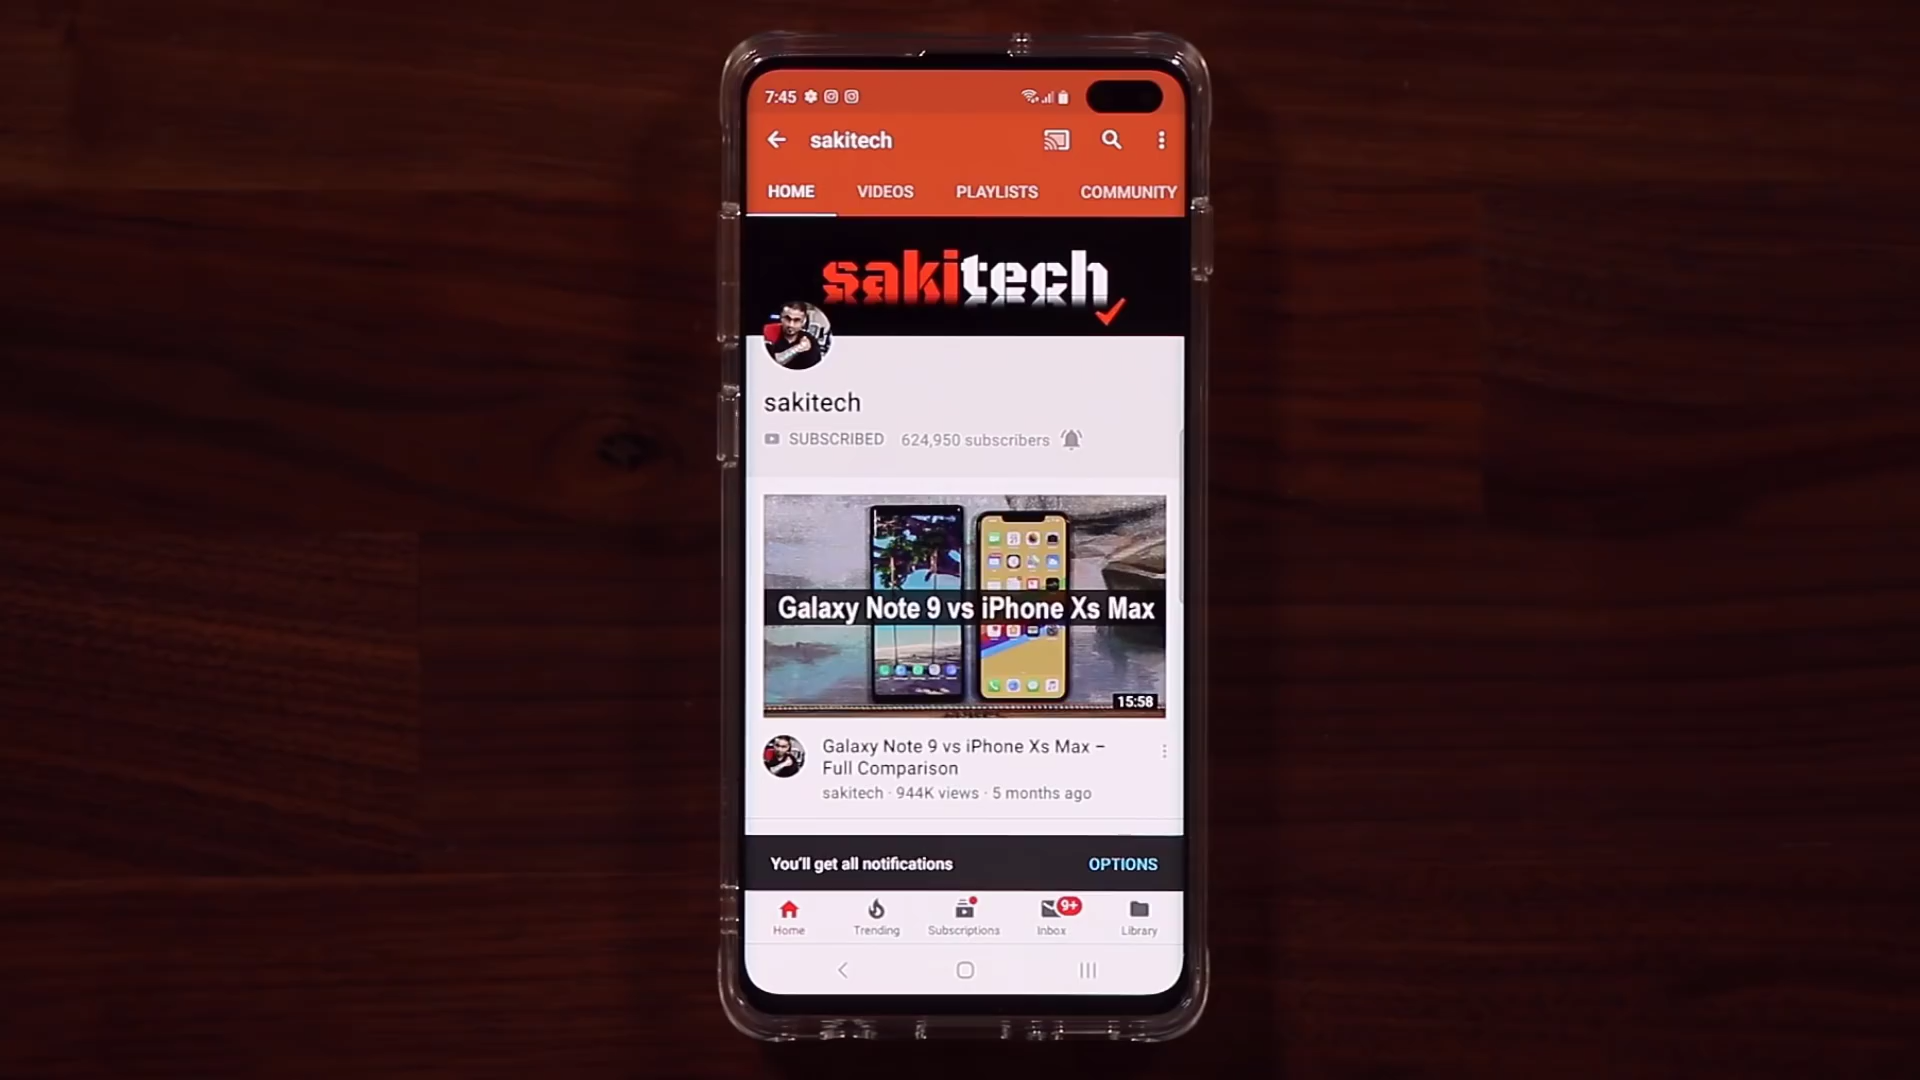 7:45
sakitech
HOME VIDEOS PLAYLISTS COMMUNITY
sakitech
sakitech
SUBSCRIBED 624,950 subscribers
Galaxy Note 9 vs iPhone Xs Max
15:58
Galaxy Note 9 vs iPhone Xs Max –
Full Comparison
sakitech · 944K views · 5 months ago
You'll get all notifications OPTIONS
9+
Home Trending Subscriptions Inbox Library